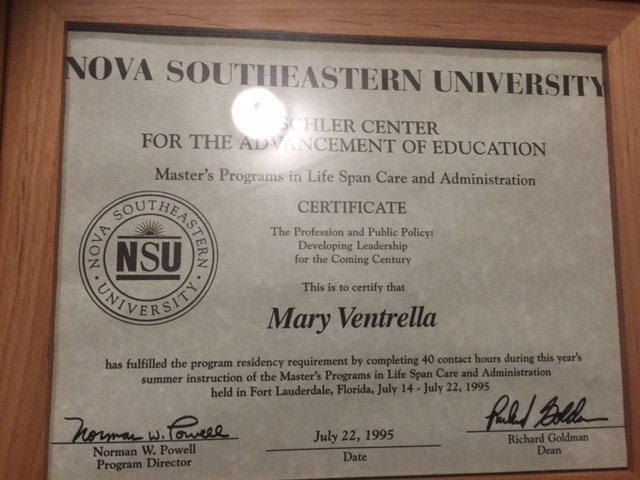 NOVA SOUTHEASTERN UNIVERSITY
CENTER
FOR THE ADVANCEMENT OF EDUCATION
Master's Programs in Life Span Care and Administration
NOVA SOUTHEASTERN
NSU
UNIVERSITY
CERTIFICATE
The Profession and Public Policy:
Developing Leadership
for the Coming Century
This is to certify that
Mary Ventrella
has fulfilled the program residency requirement by completing 40 contact hours during this year's
summer instruction of the Master's Programs in Life Span Care and Administration
held in Fort Lauderdale, Florida, July 14 - July 22, 1995
Norman W. Powell
Norman W. Powell
Program Director
July 22, 1995
Date
Richard Goldman
Richard Goldman
Dean